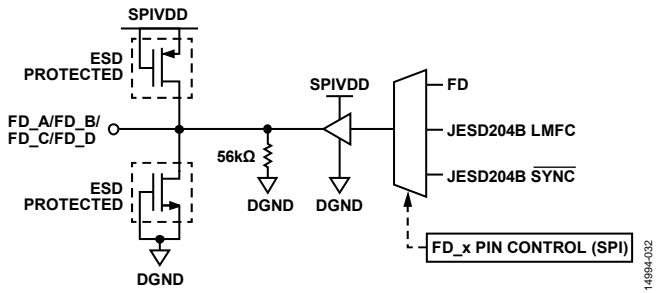 SPIVDD
ESD
PROTECTED
SPIVDD
FD
FD_A/FD_B/
FD_C/FD_D
JESD204B LMFC
56kΩ
ESD
PROTECTED
JESD204B SYNC
DGND
DGND
FD_x PIN CONTROL (SPI)
DGND
14994-032